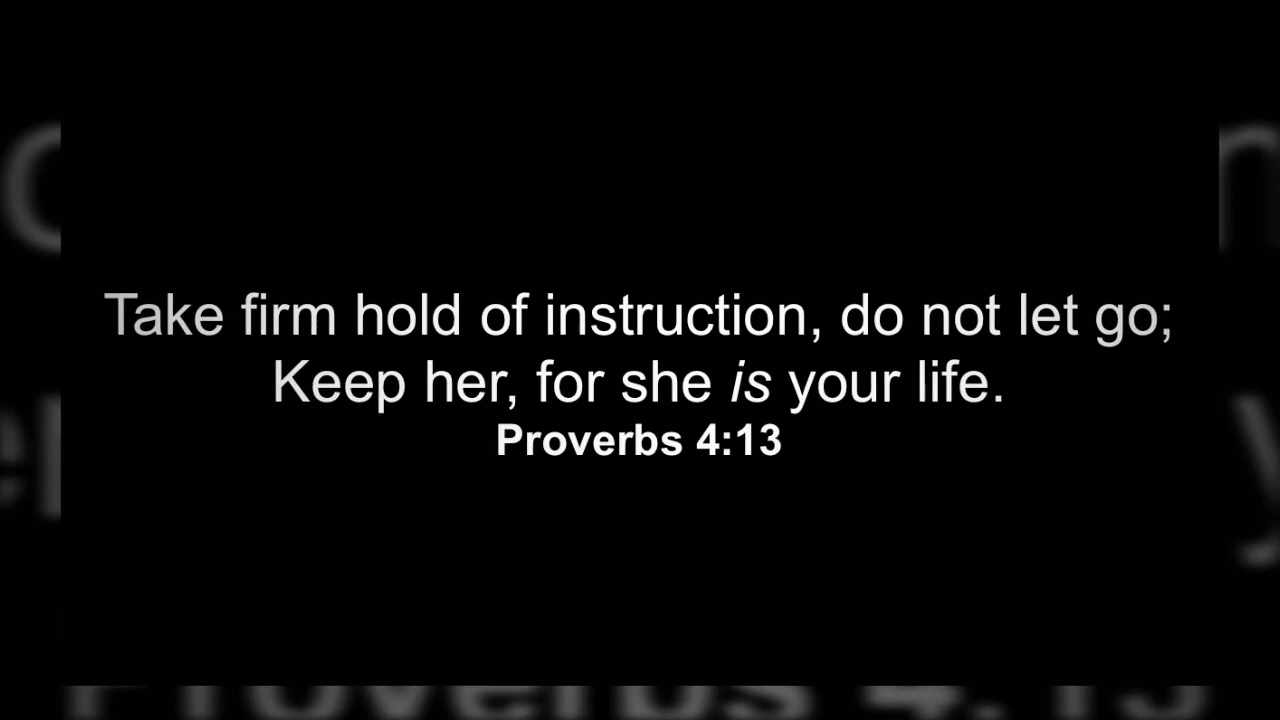 Take firm hold of instruction, do not let go;
Keep her, for she is your life.
Proverbs 4:13